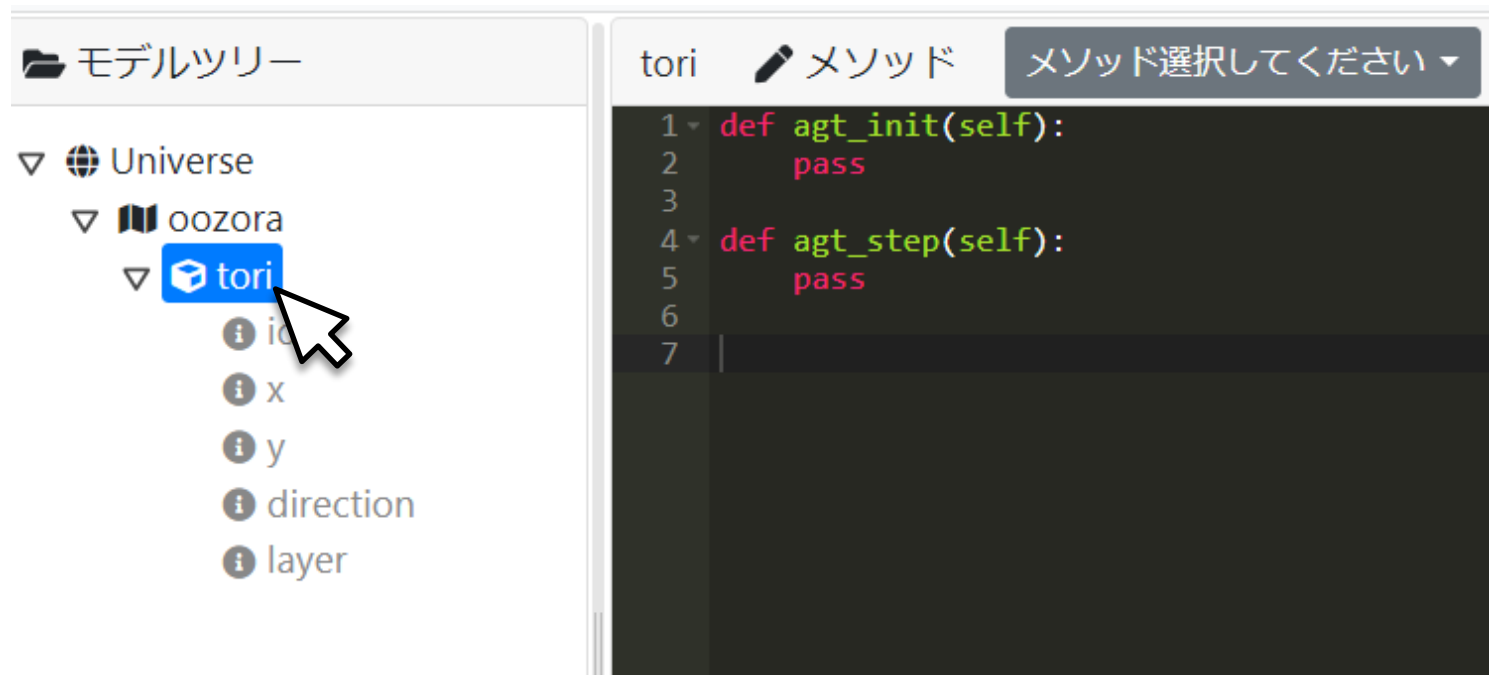 モデルツリー
Universe
oozora
tori
x
y
direction
layer
tori メソッド メソッド選択してください
1 def agt_init(self):
2 pass
3
4 def agt_step(self):
5 pass
6
7